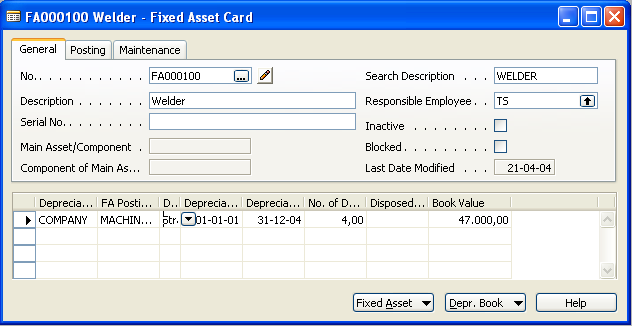 FA000100 Welder - Fixed Asset Card
General Posting Maintenance
No. . . . . . . . . . . FA000100 ... Search Description . . . WELDER
Description . . . . . . . . Welder Responsible Employee . . TS
Serial No. . . . . . . . . Inactive . . . . . . . .
Main Asset/Component . Blocked . . . . . . . . .
Component of Main As... Last Date Modified . . . 21-04-04
Deprecia... FA Posti... D... Deprecia... Deprecia... No. of D... Disposed... Book Value
COMPANY MACHIN... Str. 01-01-01 31-12-04 4,00 47.000,00
Fixed Asset Depr. Book Help